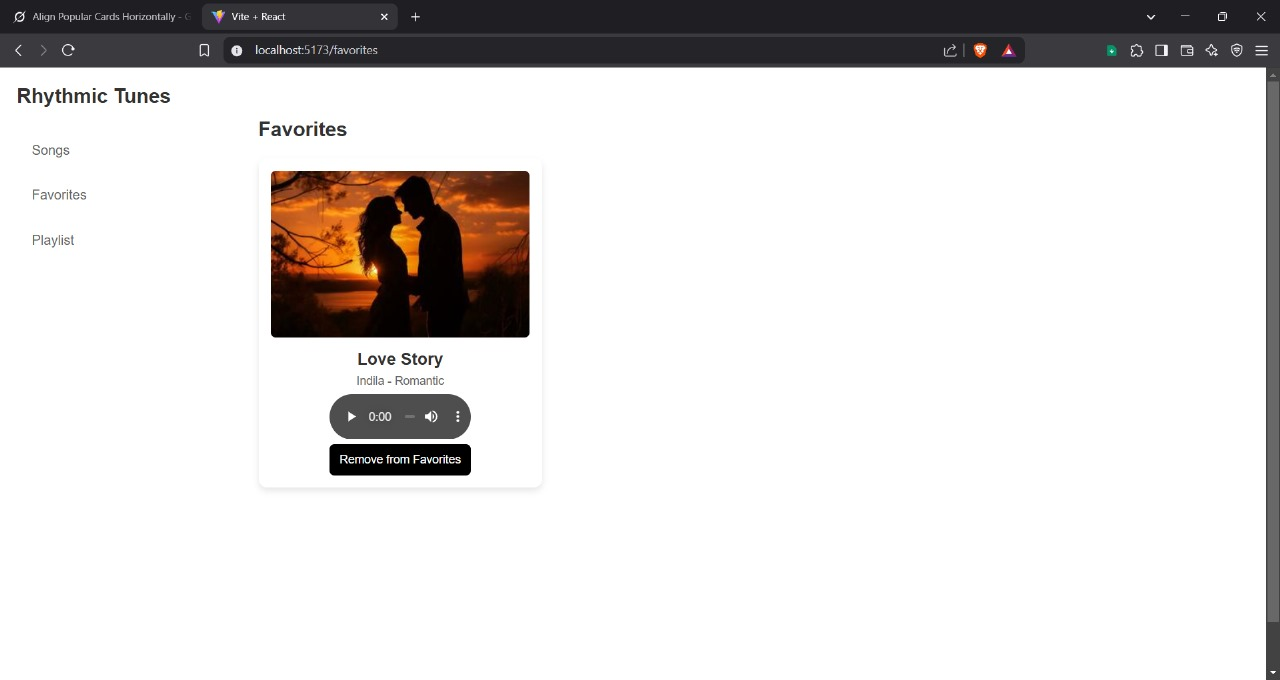 Align Popular Cards Horizontally -
Vite + React
localhost:5173/favorites
Rhythmic Tunes
Songs
Favorites
Playlist
Favorites
Love Story
Indila - Romantic
0:00
Remove from Favorites